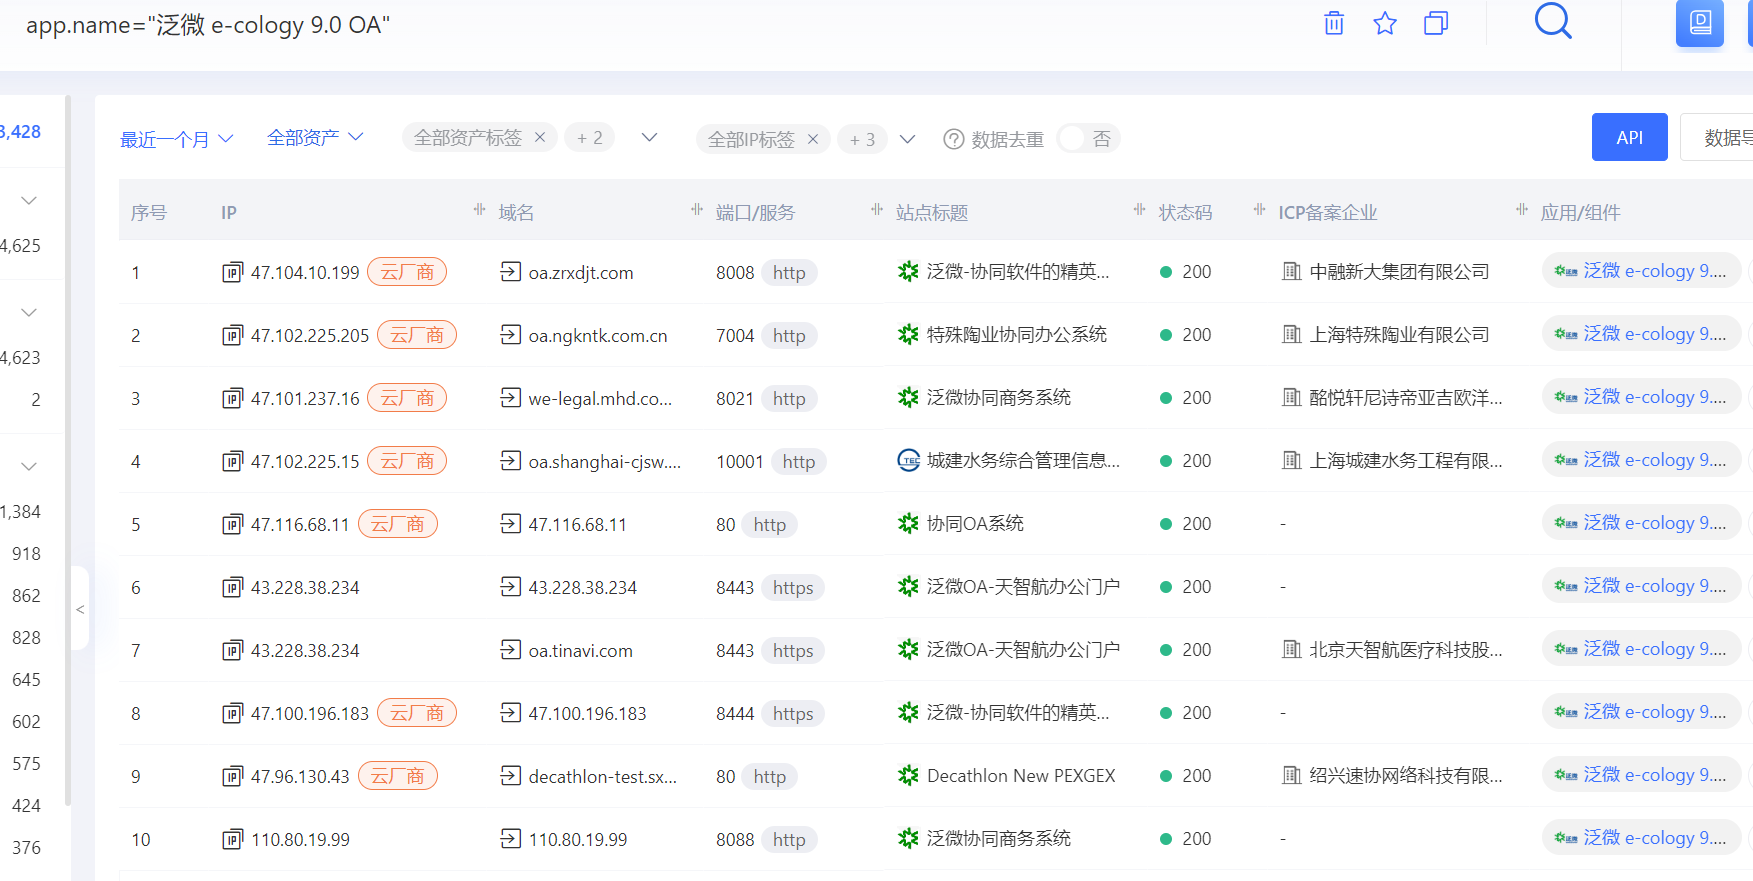 app.name="泛微 e-cology 9.0 OA"
3,428
4,625
4,623
2
1,384
918
862
828
645
602
575
424
376
<
最近一个月 全部资产 全部资产标签 × + 2 全部IP标签 × + 3 ? 数据去重 否 API 数据导
序号 IP 域名 端口/服务 站点标题 状态码 ICP备案企业 应用/组件
1 IP 47.104.10.199 云厂商 oa.zrxdjt.com 8008 http 泛微-协同软件的精英... 200 中融新大集团有限公司 泛微 e-cology 9....
2 IP 47.102.225.205 云厂商 oa.ngkntk.com.cn 7004 http 特殊陶业协同办公系统 200 上海特殊陶业有限公司 泛微 e-cology 9....
3 IP 47.101.237.16 云厂商 we-legal.mhd.co... 8021 http 泛微协同商务系统 200 酩悦轩尼诗帝亚吉欧洋... 泛微 e-cology 9....
4 IP 47.102.225.15 云厂商 oa.shanghai-cjsw.... 10001 http 城建水务综合管理信息... 200 上海城建水务工程有限... 泛微 e-cology 9....
5 IP 47.116.68.11 云厂商 47.116.68.11 80 http 协同OA系统 200 - 泛微 e-cology 9....
6 IP 43.228.38.234 43.228.38.234 8443 https 泛微OA-天智航办公门户 200 - 泛微 e-cology 9....
7 IP 43.228.38.234 oa.tinavi.com 8443 https 泛微OA-天智航办公门户 200 北京天智航医疗科技股... 泛微 e-cology 9....
8 IP 47.100.196.183 云厂商 47.100.196.183 8444 https 泛微-协同软件的精英... 200 - 泛微 e-cology 9....
9 IP 47.96.130.43 云厂商 decathlon-test.sx... 80 http Decathlon New PEXGEX 200 绍兴速协网络科技有限... 泛微 e-cology 9....
10 IP 110.80.19.99 110.80.19.99 8088 http 泛微协同商务系统 200 - 泛微 e-cology 9....